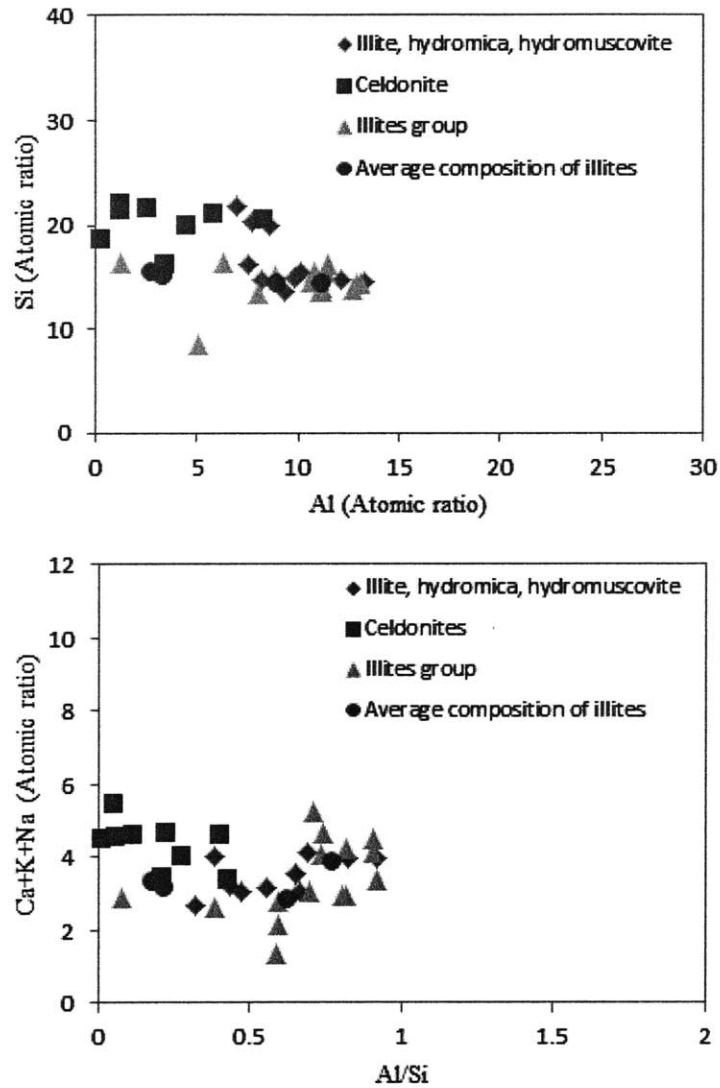 40
30
20
10
0
Si (Atomic ratio)
Illite, hydromica, hydromuscovite
Celdonite
Illites group
Average composition of illites
0 5 10 15 20 25 30
Al (Atomic ratio)
12
10
8
6
4
2
0
Ca+K+Na (Atomic ratio)
Illite, hydromica, hydromuscovite
Celdonites
Illites group
Average composition of illites
0 0.5 1 1.5 2
Al/Si